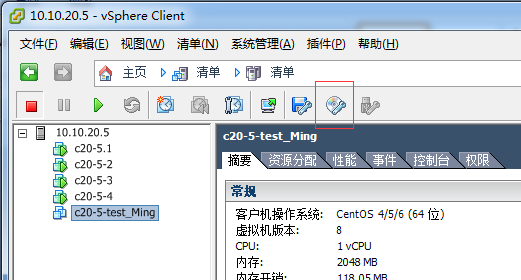 10.10.20.5 - vSphere Client
文件(F) 编辑(E) 视图(W) 清单(N) 系统管理(A) 插件(P) 帮助(H)
主页 清单 清单
10.10.20.5
c20-5.1
c20-5-2
c20-5-3
c20-5-4
c20-5-test_Ming
c20-5-test_Ming
摘要 资源分配 性能 事件 控制台 权限
常规
客户机操作系统: CentOS 4/5/6 (64 位)
虚拟机版本: 8
CPU: 1 vCPU
内存: 2048 MB
内存开销: 118.05 MB